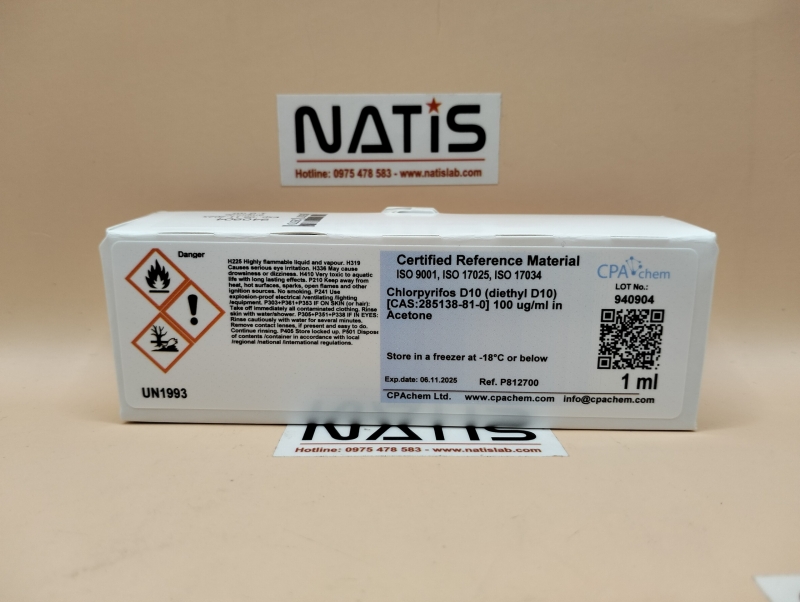 NATIS
Hotline: 0975 478 583 - www.natislab.com
Danger
H225 Highly flammable liquid and vapour. H319
Causes serious eye irritation. H336 May cause
drowsiness or dizziness. H410 Very toxic to aquatic
life with long lasting effects. P210 Keep away from
heat, hot surfaces, sparks, open flames and other
ignition sources. No smoking. P241 Use
explosion-proof electrical /ventilating /lighting
/equipment. P303+P361+P353 IF ON SKIN (or hair):
Take off immediately all contaminated clothing. Rinse
skin with water/shower. P305+P351+P338 IF IN EYES:
Rinse cautiously with water for several minutes.
Remove contact lenses, if present and easy to do.
Continue rinsing. P405 Store locked up. P501 Dispose
of contents /container in accordance with local
/regional /national /international regulations.
UN1993
Certified Reference Material
ISO 9001, ISO 17025, ISO 17034
Chlorpyrifos D10 (diethyl D10)
[CAS:285138-81-0] 100 ug/ml in
Acetone
Store in a freezer at -18°C or below
Exp.date: 06.11.2025 Ref. P812700
CPAchem Ltd. www.cpachem.com info@cpachem.com
CPAchem
LOT No.:
940904
1 ml
NATIS
Hotline: 0975 478 583 - www.natislab.com